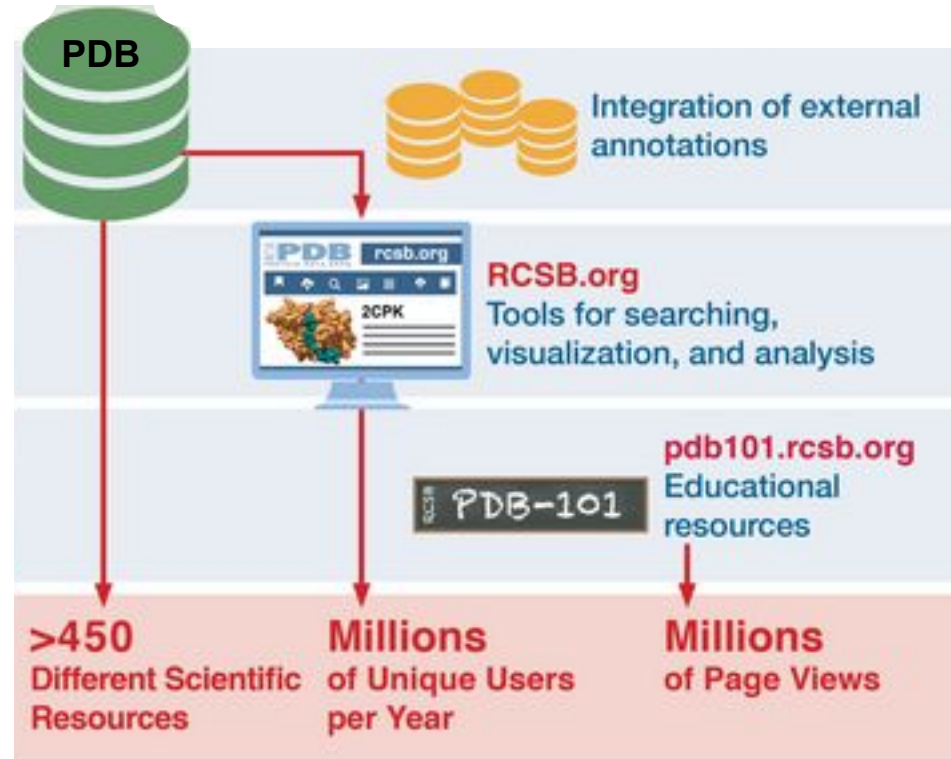 PDB
Integration of external
annotations
PDB
rcsb.org
2CPK
RCSB.org
Tools for searching,
visualization, and analysis
pdb101.rcsb.org
Educational
resources
RCSB
PDB-101
>450
Different Scientific
Resources
Millions
of Unique Users
per Year
Millions
of Page Views